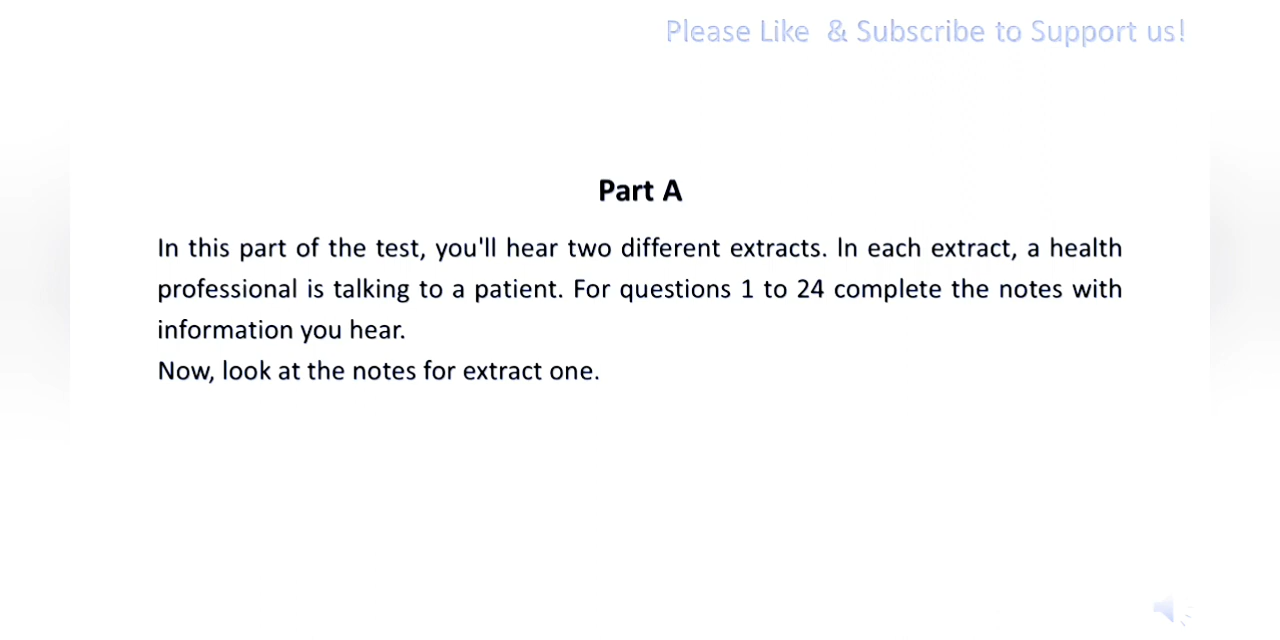 Please Like & Subscribe to Support us!
Part A
In this part of the test, you'll hear two different extracts. In each extract, a health
professional is talking to a patient. For questions 1 to 24 complete the notes with
information you hear.
Now, look at the notes for extract one.